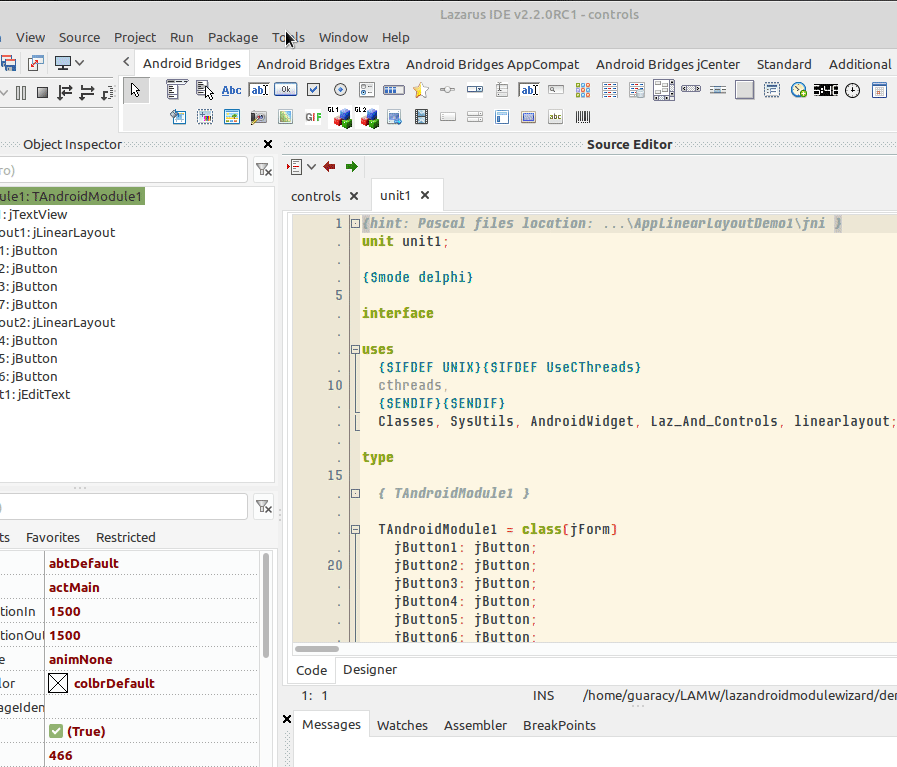 Lazarus IDE v2.2.0RC1 - controls
View Source Project Run Package Tools Window Help
Android Bridges Android Bridges Extra Android Bridges AppCompat Android Bridges jCenter Standard Additional
Abc ab Ok ab
GIF GL1 GL2 abc
Object Inspector
Source Editor
ro)
controls unit1
ule1: TAndroidModule1
1: jTextView
out1: jLinearLayout
1: jButton
2: jButton
3: jButton
7: jButton
out2: jLinearLayout
4: jButton
5: jButton
6: jButton
t1: jEditText
1 {hint: Pascal files location: ...\AppLinearLayoutDemo1\jni }
unit unit1;
{$mode delphi}
5
interface
uses
{$IFDEF UNIX}{$IFDEF UseCThreads}
10 cthreads,
{$ENDIF}{$ENDIF}
Classes, SysUtils, AndroidWidget, Laz_And_Controls, linearlayout;
type
15
{ TAndroidModule1 }
TAndroidModule1 = class(jForm)
jButton1: jButton;
20 jButton2: jButton;
jButton3: jButton;
jButton4: jButton;
jButton5: jButton;
jButton6: jButton;
)
ts Favorites Restricted
abtDefault
actMain
tionIn 1500
tionOu 1500
e animNone
lor colbrDefault
ageIden
(True)
466
Code Designer
1: 1 INS /home/guaracy/LAMW/lazandroidmodulewizard/der
Messages Watches Assembler BreakPoints